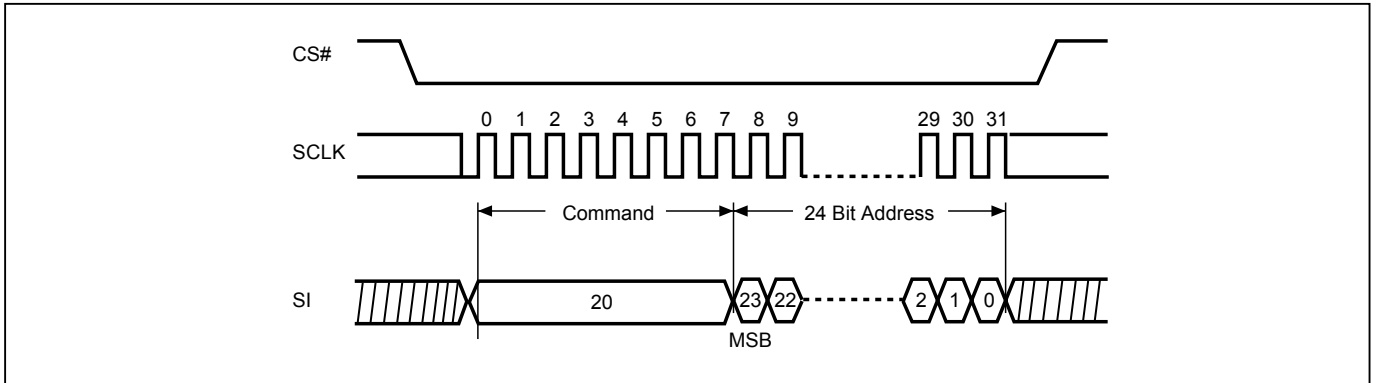 CS#
0 1 2 3 4 5 6 7 8 9 29 30 31
SCLK
Command 24 Bit Address
SI 20 23 22 2 1 0
MSB